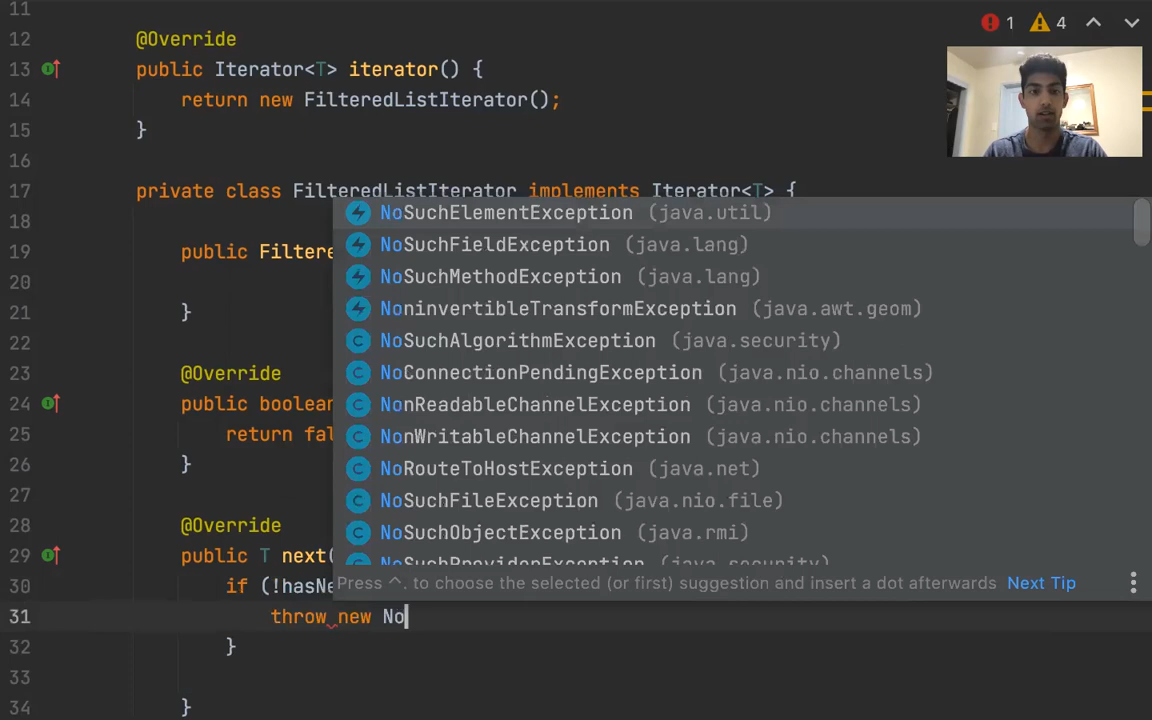 11
1 4
12 @Override
13 public Iterator<T> iterator() {
14 return new FilteredListIterator();
15 }
16
17 private class FilteredListIterator implements Iterator<T> {
18 NoSuchElementException (java.util)
19 public Filtere NoSuchFieldException (java.lang)
20 NoSuchMethodException (java.lang)
21 } NoninvertibleTransformException (java.awt.geom)
22 NoSuchAlgorithmException (java.security)
23 @Override NoConnectionPendingException (java.nio.channels)
24 public boolean NonReadableChannelException (java.nio.channels)
25 return fal NonWritableChannelException (java.nio.channels)
26 } NoRouteToHostException (java.net)
27 NoSuchFileException (java.nio.file)
28 @Override NoSuchObjectException (java.rmi)
29 public T next( NoSuchProviderException (java.security)
30 if (!hasNe Press ^. to choose the selected (or first) suggestion and insert a dot afterwards Next Tip
31 throw new No
32 }
33
34 }